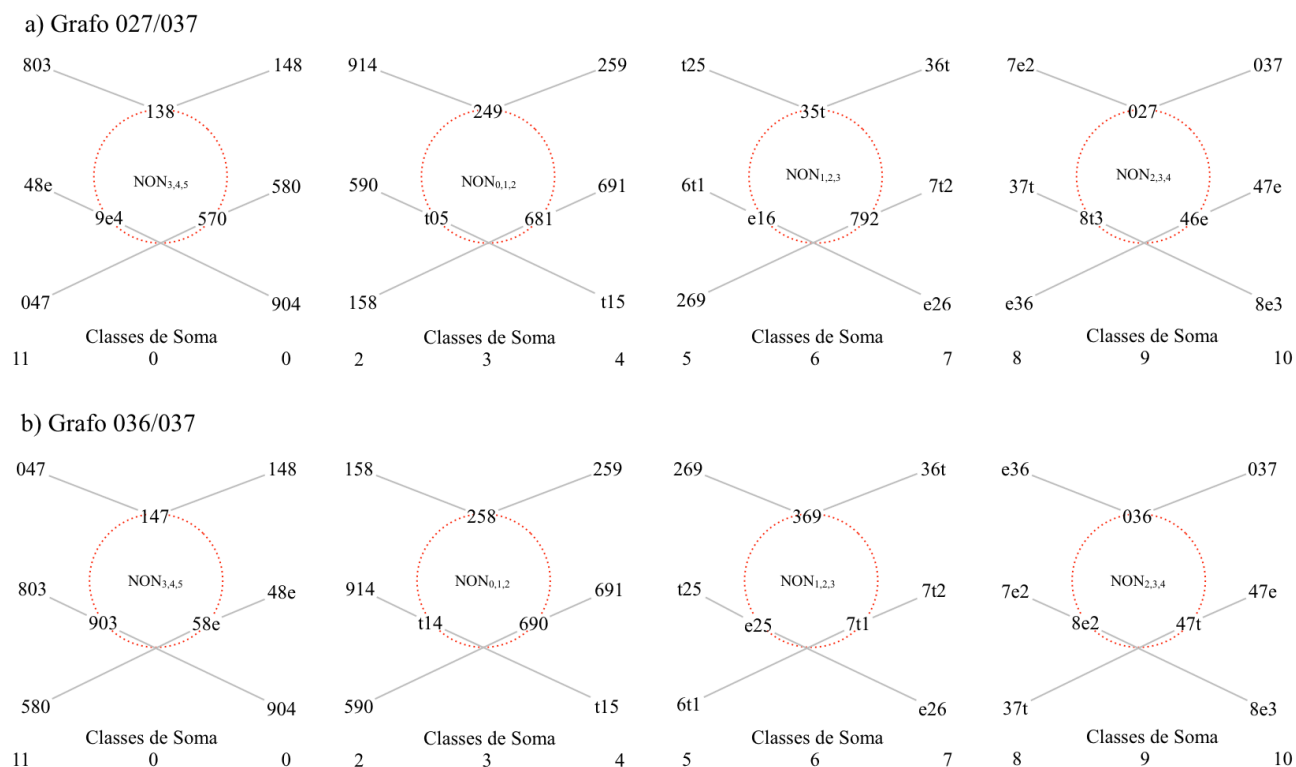 a) Grafo 027/037
803 148 914 259 t25 36t 7e2 037
138 249 35t 027
NON3,4,5 NON0,1,2 NON1,2,3 NON2,3,4
48e 580 590 691 6t1 7t2 37t 47e
9e4 570 t05 681 e16 792 8t3 46e
047 904 158 t15 269 e26 e36 8e3
Classes de Soma Classes de Soma Classes de Soma Classes de Soma
11 0 0 2 3 4 5 6 7 8 9 10
b) Grafo 036/037
047 148 158 259 269 36t e36 037
147 258 369 036
NON3,4,5 NON0,1,2 NON1,2,3 NON2,3,4
803 48e 914 691 t25 7t2 7e2 47e
903 58e t14 690 e25 7t1 8e2 47t
580 904 590 t15 6t1 e26 37t 8e3
Classes de Soma Classes de Soma Classes de Soma Classes de Soma
11 0 0 2 3 4 5 6 7 8 9 10